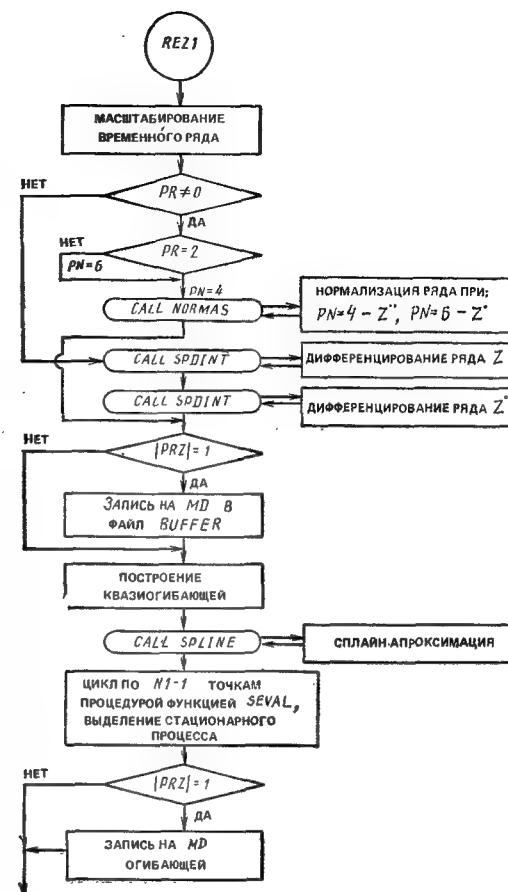 REZ1
МАСШТАБИРОВАНИЕ
ВРЕМЕННО́ГО РЯДА
НЕТ
PR≠0
ДА
НЕТ
PR=2
PN=6
PN=4
CALL NORMAS
НОРМАЛИЗАЦИЯ РЯДА ПРИ:
PN=4 – Z¨, PN=6 – Z˙
CALL SPDINT
ДИФФЕРЕНЦИРОВАНИЕ РЯДА Z
CALL SPDINT
ДИФФЕРЕНЦИРОВАНИЕ РЯДА Z˙
НЕТ
|PRZ|=1
ДА
ЗАПИСЬ НА MD В
ФАЙЛ BUFFER
ПОСТРОЕНИЕ
КВАЗИОГИБАЮЩЕЙ
CALL SPLINE
СПЛАЙН-АПРОКСИМАЦИЯ
ЦИКЛ ПО N1-1 ТОЧКАМ
ПРОЦЕДУРОЙ ФУНКЦИЕЙ SEVAL,
ВЫДЕЛЕНИЕ СТАЦИОНАРНОГО
ПРОЦЕССА
НЕТ
|PRZ|=1
ДА
ЗАПИСЬ НА MD
ОГИБАЮЩЕЙ